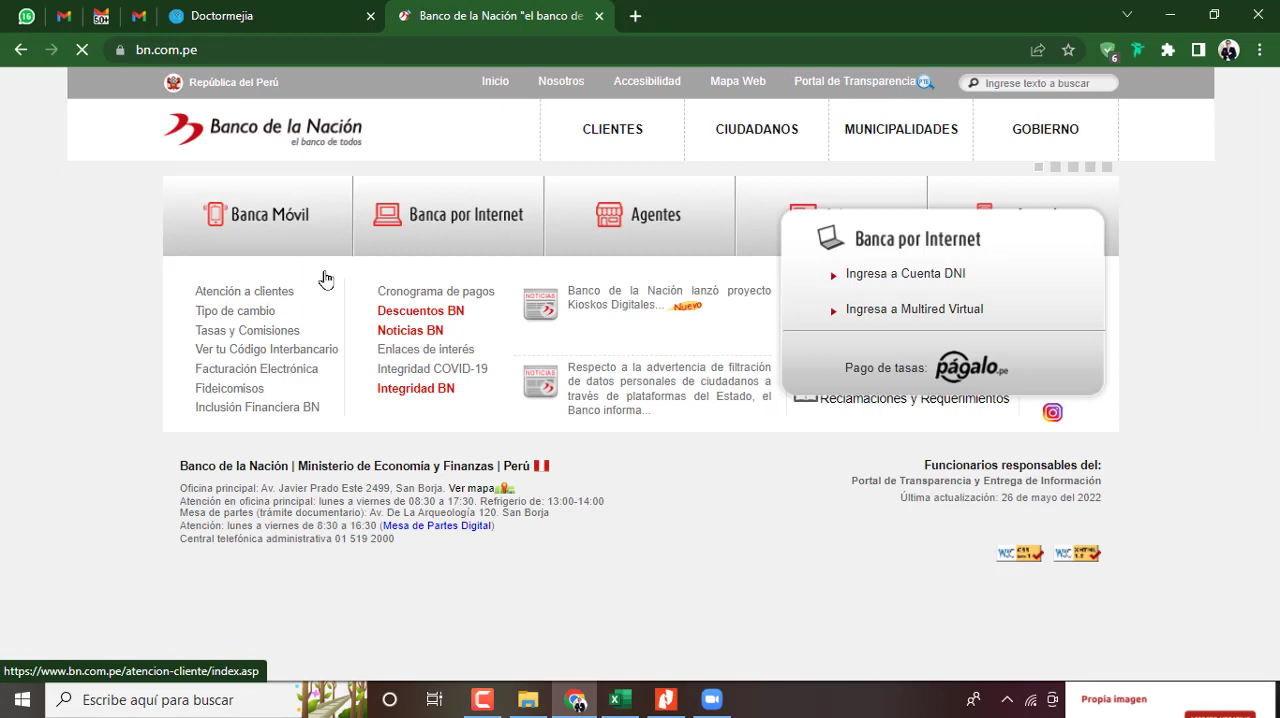 Doctormejia
Banco de la Nación "el banco de
bn.com.pe
República del Perú
Inicio
Nosotros
Accesibilidad
Mapa Web
Portal de Transparencia
Ingrese texto a buscar
Banco de la Nación
el banco de todos
CLIENTES
CIUDADANOS
MUNICIPALIDADES
GOBIERNO
Banca Móvil
Banca por Internet
Agentes
Banca por Internet
Ingresa a Cuenta DNI
Ingresa a Multired Virtual
Pago de tasas: págalo.pe
Atención a clientes
Tipo de cambio
Tasas y Comisiones
Ver tu Código Interbancario
Facturación Electrónica
Fideicomisos
Inclusión Financiera BN
Cronograma de pagos
Descuentos BN
Noticias BN
Enlaces de interés
Integridad COVID-19
Integridad BN
NOTICIAS
Banco de la Nación lanzó proyecto
Kioskos Digitales... Nuevo
NOTICIAS
Respecto a la advertencia de filtración
de datos personales de ciudadanos a
través de plataformas del Estado, el
Banco informa...
Reclamaciones y Requerimientos
Banco de la Nación | Ministerio de Economía y Finanzas | Perú
Oficina principal: Av. Javier Prado Este 2499, San Borja. Ver mapa
Atención en oficina principal: lunes a viernes de 08:30 a 17:30. Refrigerio de: 13:00-14:00
Mesa de partes (trámite documentario): Av. De La Arqueología 120. San Borja
Atención: lunes a viernes de 8:30 a 16:30 (Mesa de Partes Digital)
Central telefónica administrativa 01 519 2000
Funcionarios responsables del:
Portal de Transparencia y Entrega de Información
Última actualización: 26 de mayo del 2022
W3C CSS
W3C XHTML 1.0
https://www.bn.com.pe/atencion-cliente/index.asp
Escribe aquí para buscar
Propia imagen